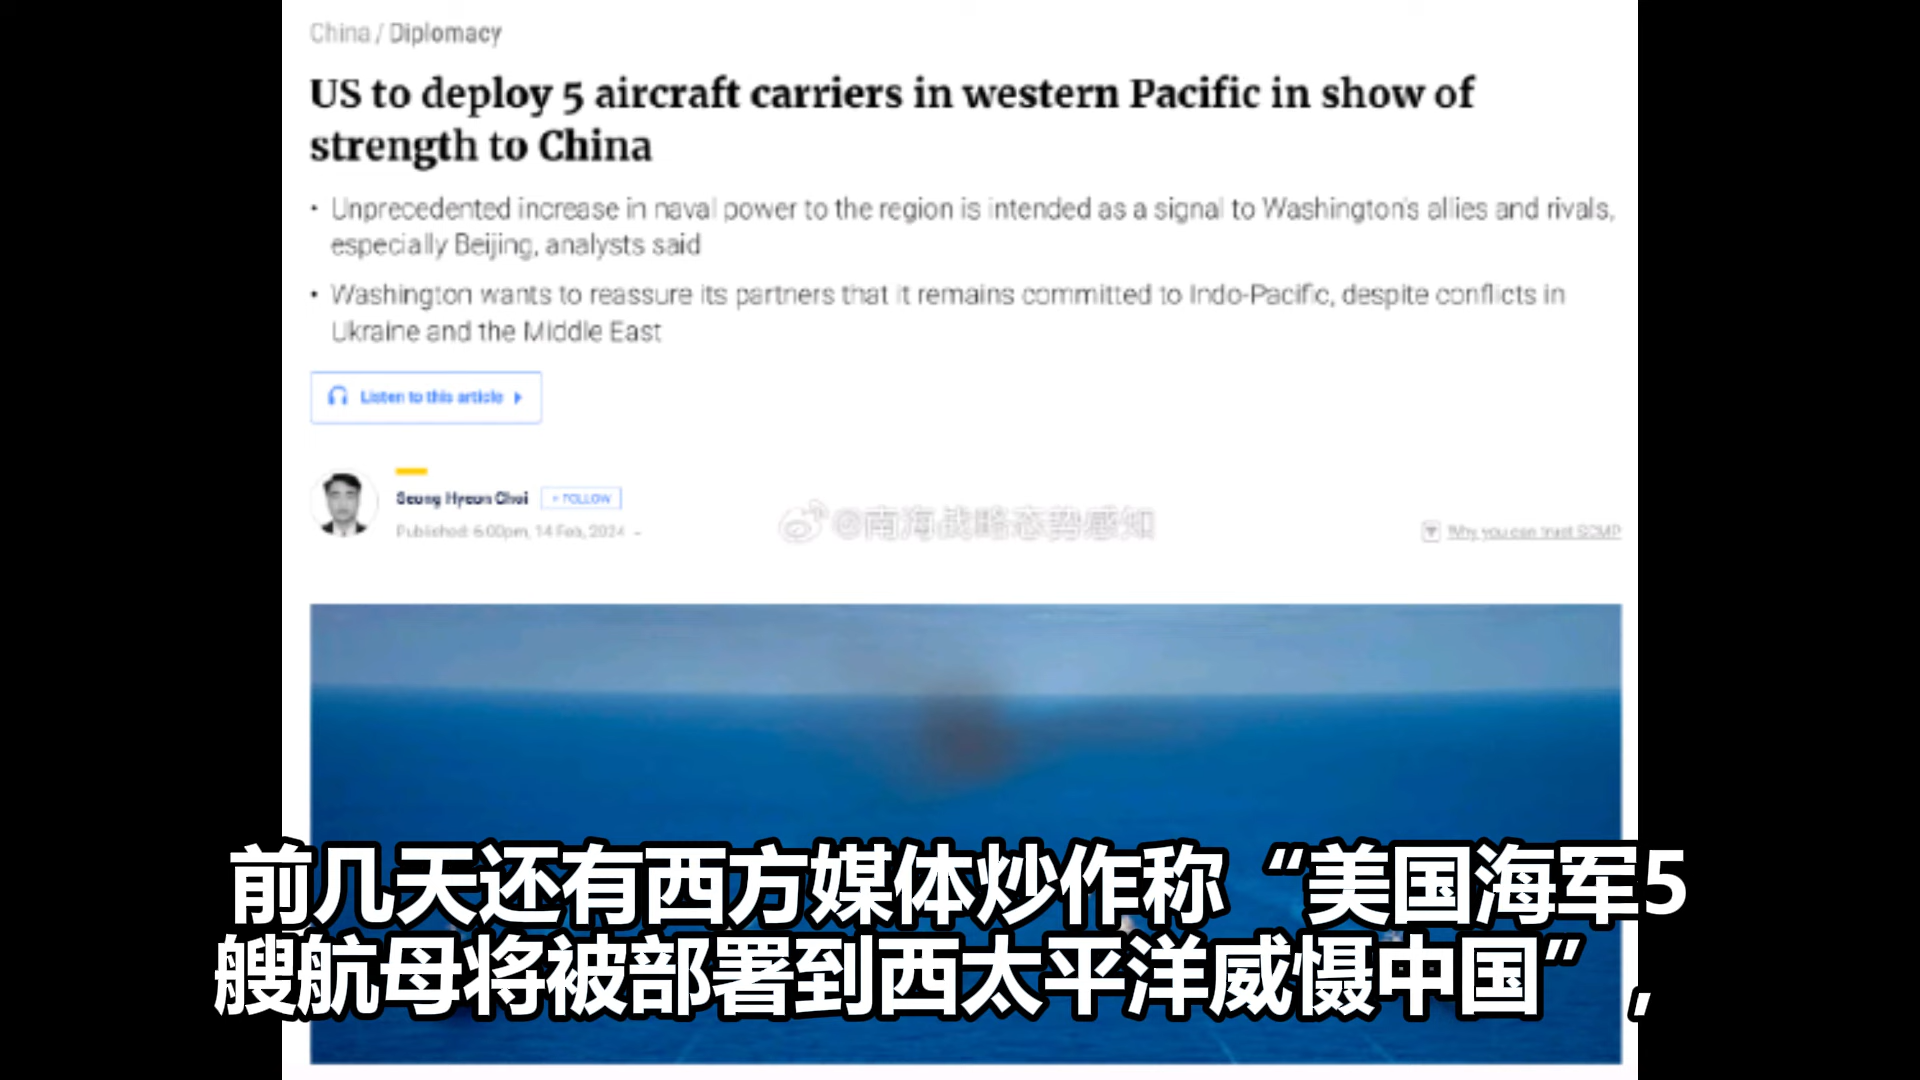 China / Diplomacy
US to deploy 5 aircraft carriers in western Pacific in show of
strength to China
• Unprecedented increase in naval power to the region is intended as a signal to Washington's allies and rivals,
especially Beijing, analysts said
• Washington wants to reassure its partners that it remains committed to Indo-Pacific, despite conflicts in
Ukraine and the Middle East
Listen to this article
Seong Hyeon Choi + FOLLOW
Published: 6:00pm, 14 Feb, 2024
@南海战略态势感知
Why you can trust SCMP
前几天还有西方媒体炒作称“美国海军5
艘航母将被部署到西太平洋威慑中国”，